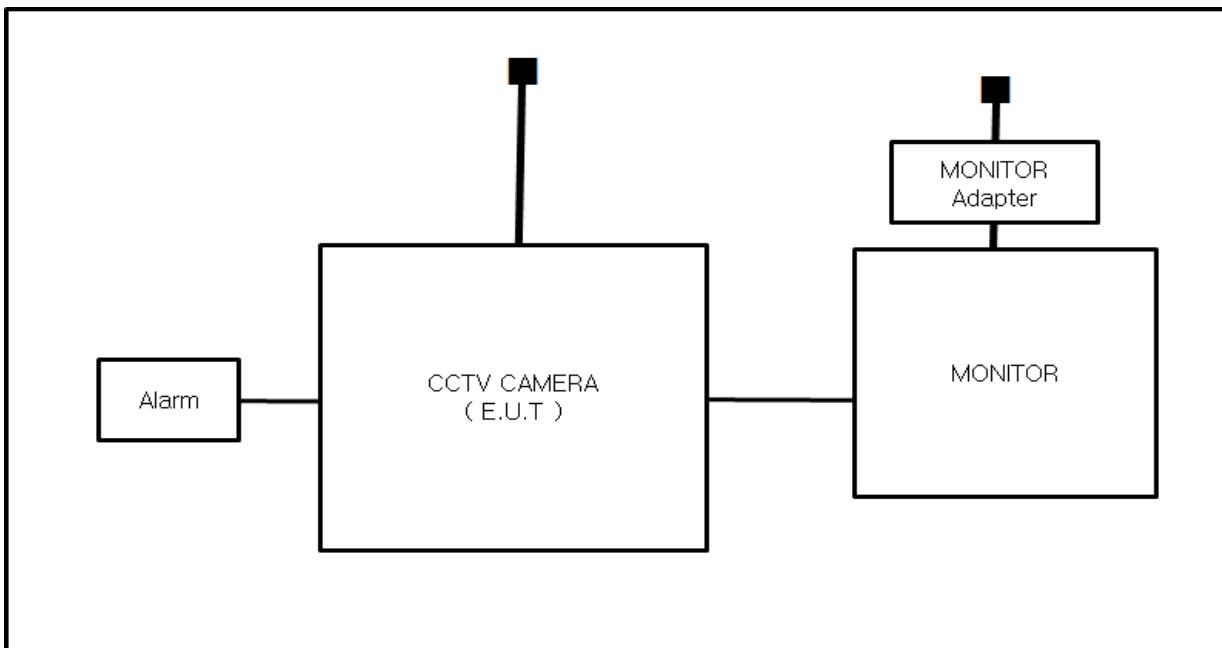 MONITOR
Adapter
CCTV CAMERA
( E.U.T )
MONITOR
Alarm